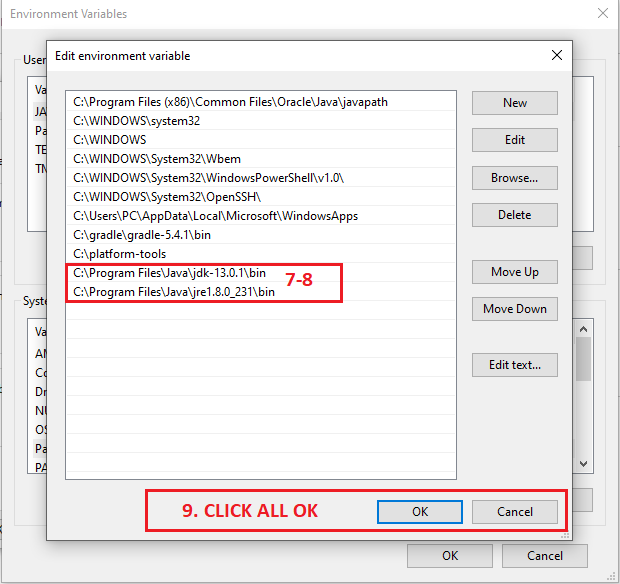 Environment Variables
Edit environment variable
User
Va
JA
Pa
TE
TM
C:\Program Files (x86)\Common Files\Oracle\Java\javapath
C:\WINDOWS\system32
C:\WINDOWS
C:\WINDOWS\System32\Wbem
C:\WINDOWS\System32\WindowsPowerShell\v1.0\
C:\WINDOWS\System32\OpenSSH\
C:\Users\PC\AppData\Local\Microsoft\WindowsApps
C:\gradle\gradle-5.4.1\bin
C:\platform-tools
C:\Program Files\Java\jdk-13.0.1\bin
C:\Program Files\Java\jre1.8.0_231\bin
7-8
New
Edit
Browse...
Delete
Move Up
Move Down
Edit text...
Syste
Va
AN
Co
Dr
NU
OS
Pa
PA
9. CLICK ALL OK
OK
Cancel
OK
Cancel